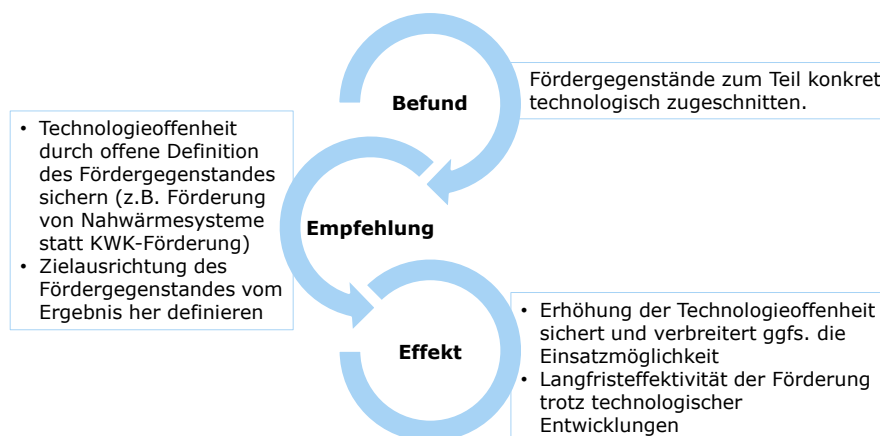 Befund
Fördergegenstände zum Teil konkret
technologisch zugeschnitten.
• Technologieoffenheit
durch offene Definition
des Fördergegenstandes
sichern (z.B. Förderung
von Nahwärmesysteme
statt KWK-Förderung)
• Zielausrichtung des
Fördergegenstandes vom
Ergebnis her definieren
Empfehlung
Effekt
• Erhöhung der Technologieoffenheit
sichert und verbreitert ggfs. die
Einsatzmöglichkeit
• Langfristeffektivität der Förderung
trotz technologischer
Entwicklungen